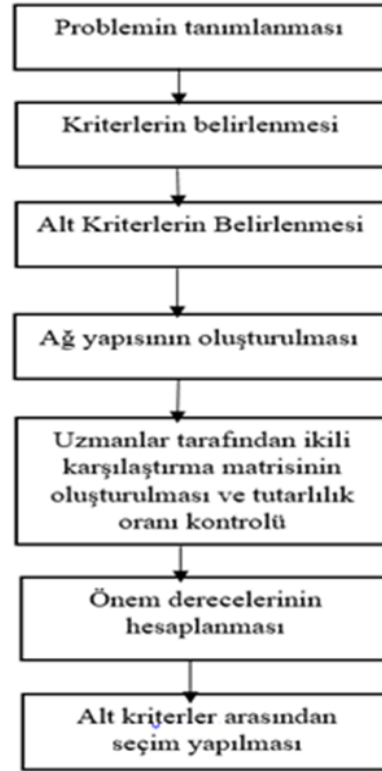 Problemin tanımlanması
Kriterlerin belirlenmesi
Alt Kriterlerin Belirlenmesi
Ağ yapısının oluşturulması
Uzmanlar tarafından ikili
karşılaştırma matrisinin
oluşturulması ve tutarlılık
oranı kontrolü
Önem derecelerinin
hesaplanması
Alt kriterler arasından
seçim yapılması